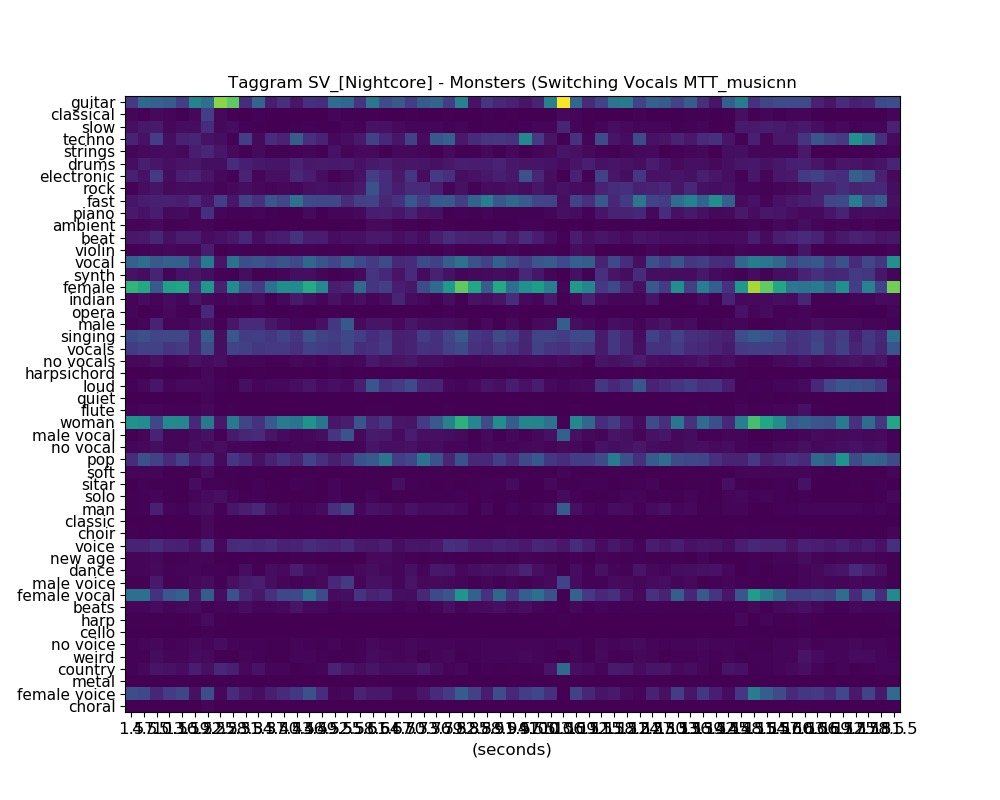 Taggram SV_[Nightcore] - Monsters (Switching Vocals MTT_musicnn
guitar
classical
slow
techno
strings
drums
electronic
rock
fast
piano
ambient
beat
violin
vocal
synth
female
indian
opera
male
singing
vocals
no vocals
harpsichord
loud
quiet
flute
woman
male vocal
no vocal
pop
soft
sitar
solo
man
classic
choir
voice
new age
dance
male voice
female vocal
beats
harp
cello
no voice
weird
country
metal
female voice
choral
(seconds)